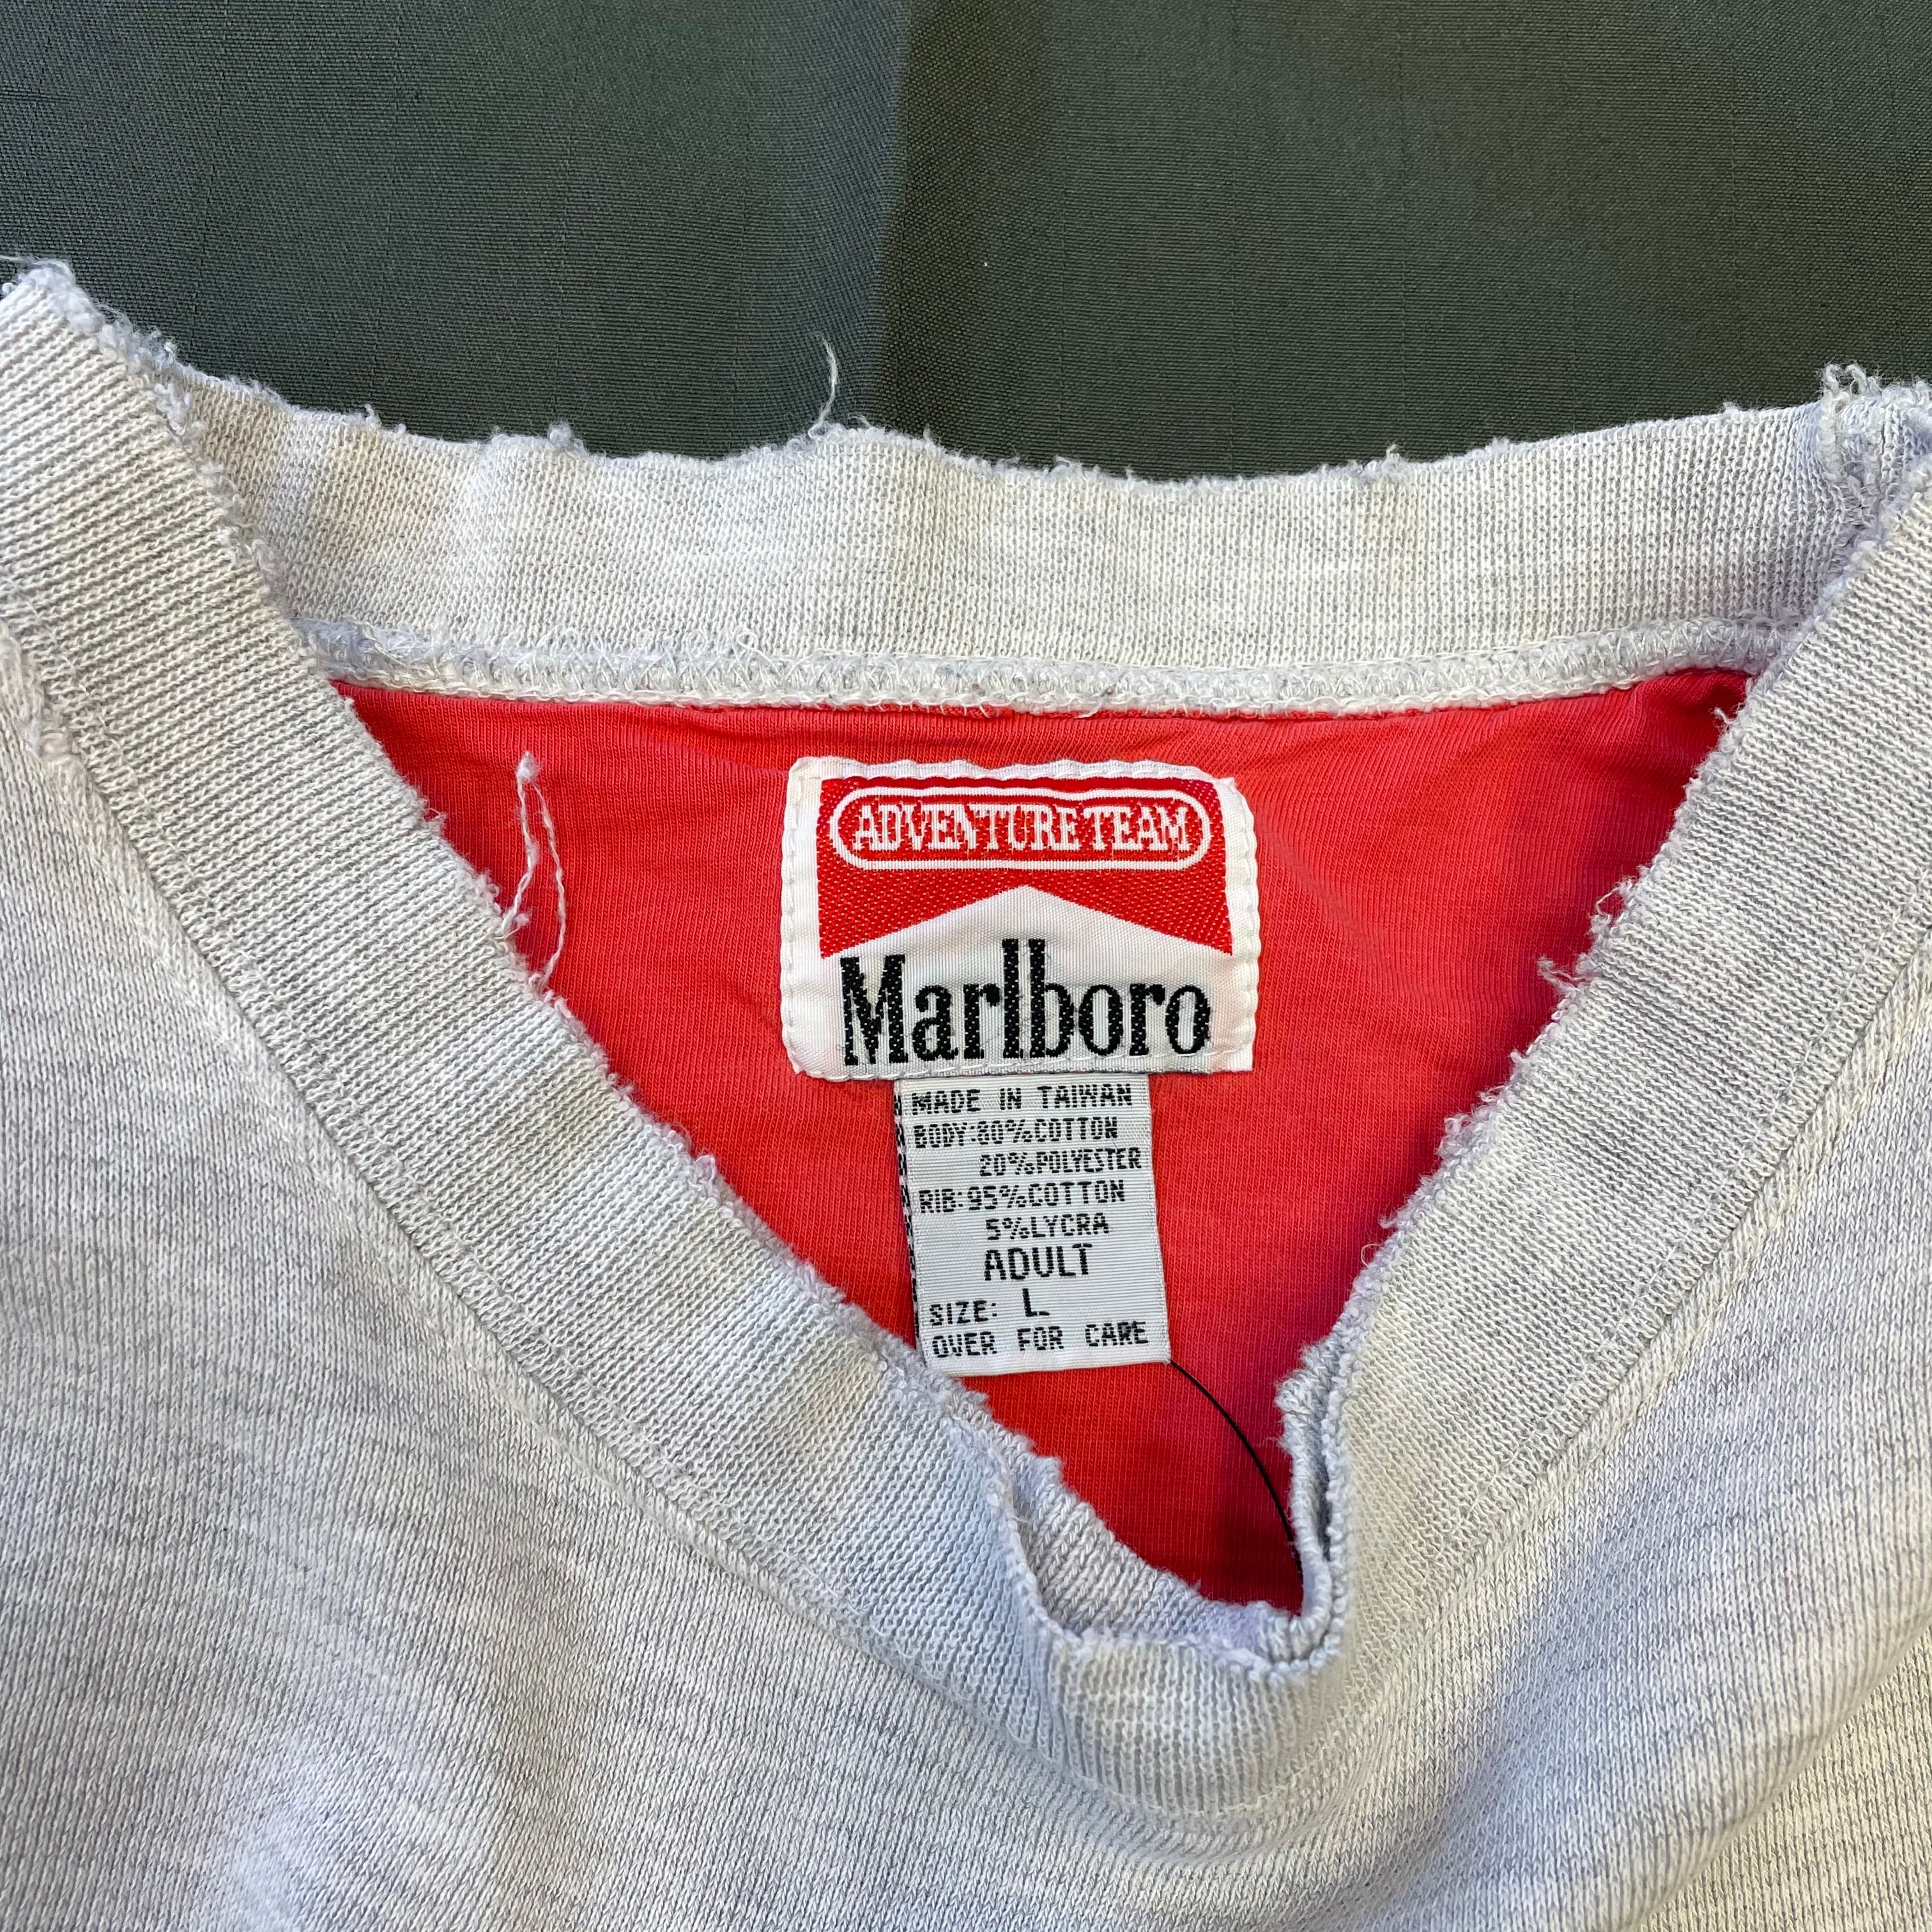 ADVENTURE TEAM
Marlboro
MADE IN TAIWAN
BODY:80%COTTON
20%POLYESTER
RIB:95%COTTON
5%LYCRA
ADULT
SIZE: L
OVER FOR CARE